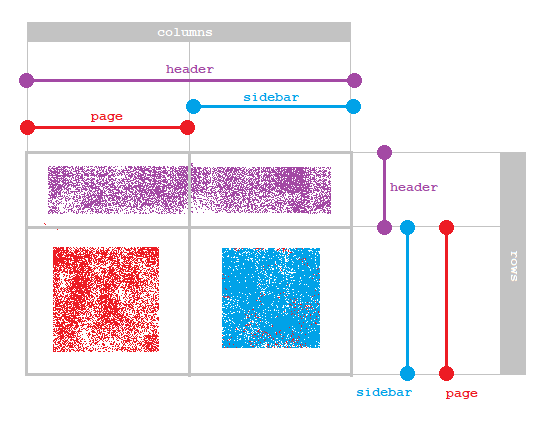 columns
header
sidebar
page
header
rows
sidebar
page